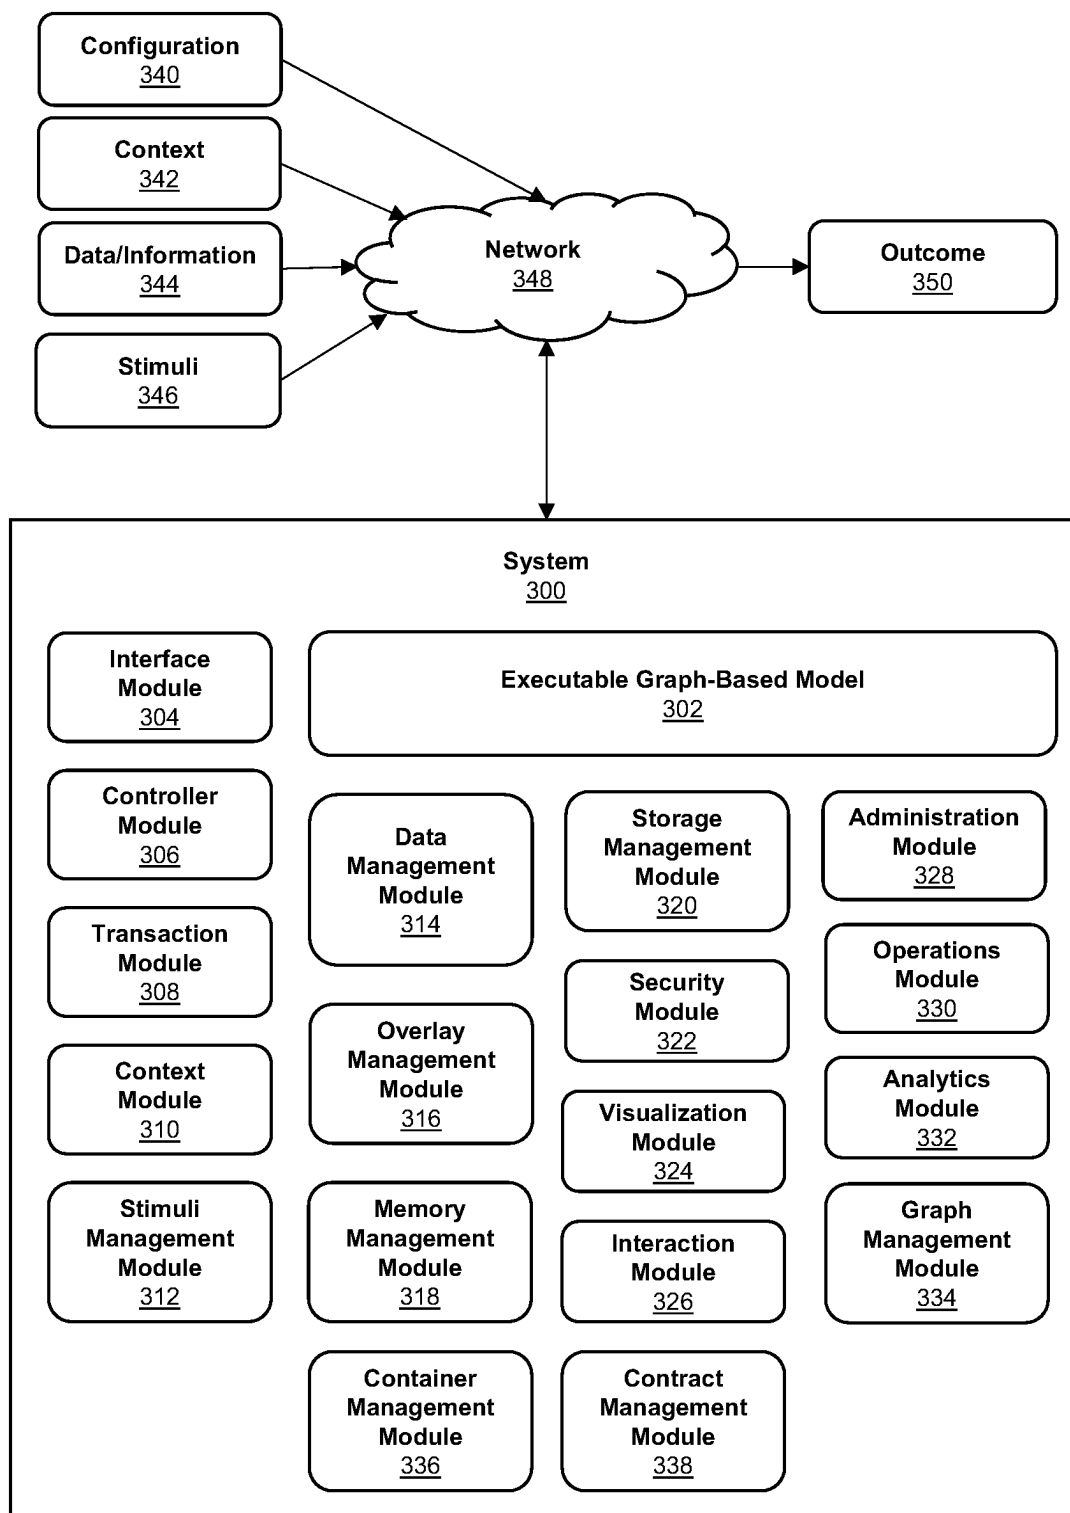 Configuration
340
Context
342
Data/Information
344
Stimuli
346
Network
348
Outcome
350
System
300
Interface
Module
304
Executable Graph-Based Model
302
Controller
Module
306
Transaction
Module
308
Context
Module
310
Stimuli
Management
Module
312
Data
Management
Module
314
Overlay
Management
Module
316
Memory
Management
Module
318
Container
Management
Module
336
Storage
Management
Module
320
Security
Module
322
Visualization
Module
324
Interaction
Module
326
Contract
Management
Module
338
Administration
Module
328
Operations
Module
330
Analytics
Module
332
Graph
Management
Module
334